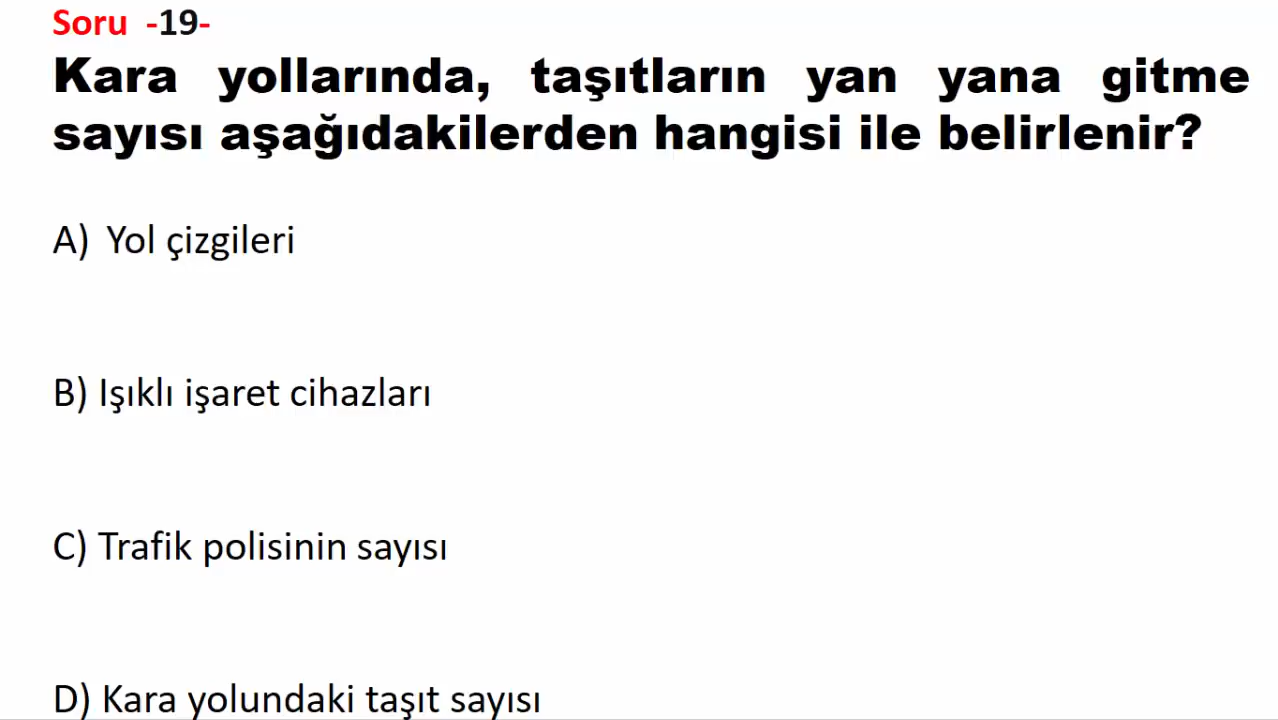 Soru -19-
Kara yollarında, taşıtların yan yana gitme
sayısı aşağıdakilerden hangisi ile belirlenir?
A) Yol çizgileri
B) Işıklı işaret cihazları
C) Trafik polisinin sayısı
D) Kara yolundaki taşıt sayısı